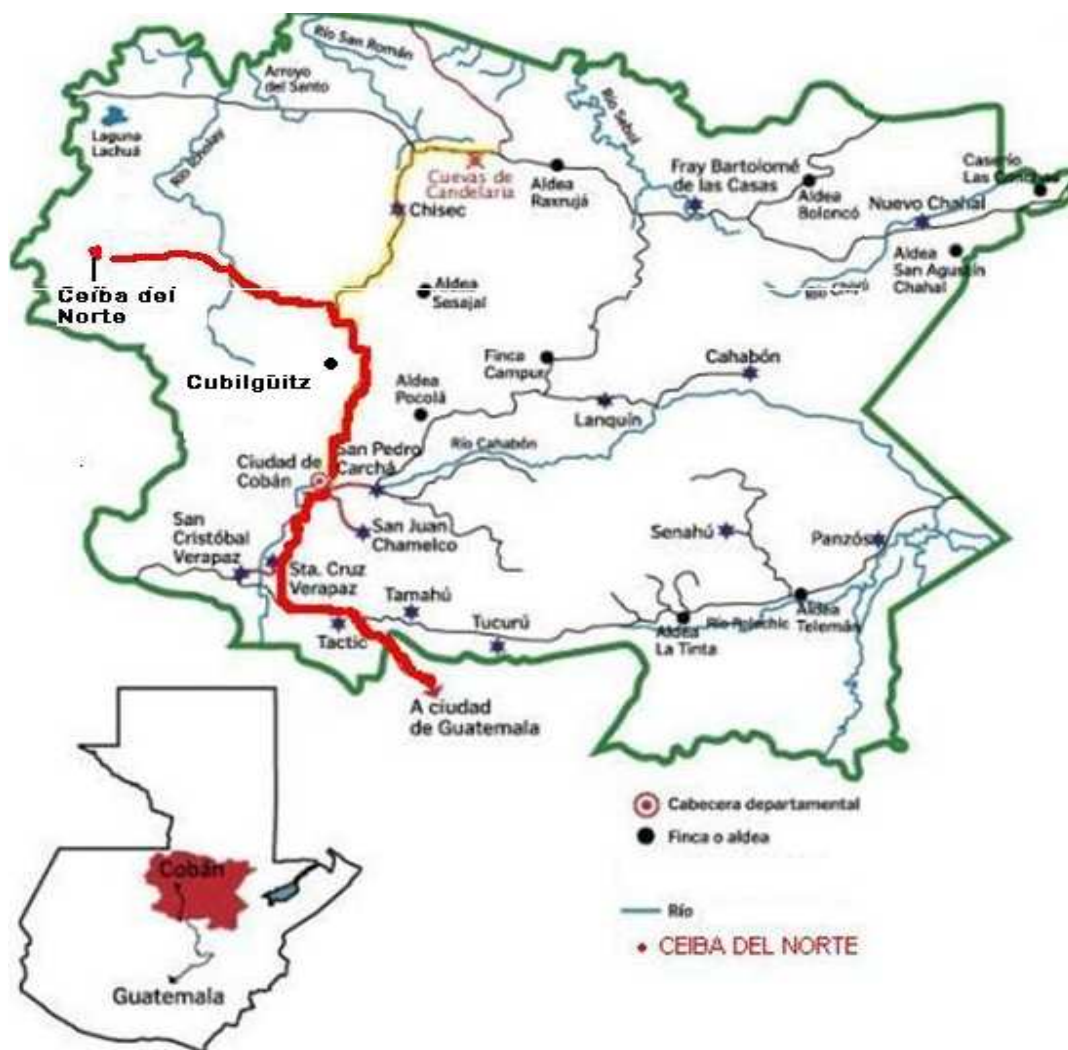 Río San Román
Arroyo
del Santo
Laguna
Lachuá
Río Sebol
Cuevas de
Candelaria
Aldea
Raxrujá
Fray Bartolomé
de las Casas
Aldea
Boloncó
Caserío
Las Conchas
Chisec
Nuevo Chahal
Aldea
San Agustín
Chahal
Ceiba del
Norte
Aldea
Sesajal
Cubilgüitz
Finca
Campur
Cahabón
Aldea
Pocolá
Lanquín
Río Cahabón
San Pedro
Carchá
Ciudad de
Cobán
San
Cristóbal
Verapaz
San Juan
Chamelco
Senahú
Panzós
Sta. Cruz
Verapaz
Tamahú
Tactic
Tucurú
Aldea
La Tinta
Río Polochic
Aldea
Telemán
A ciudad
de Guatemala
Cobán
Guatemala
Cabecera departamental
Finca o aldea
Río
CEIBA DEL NORTE